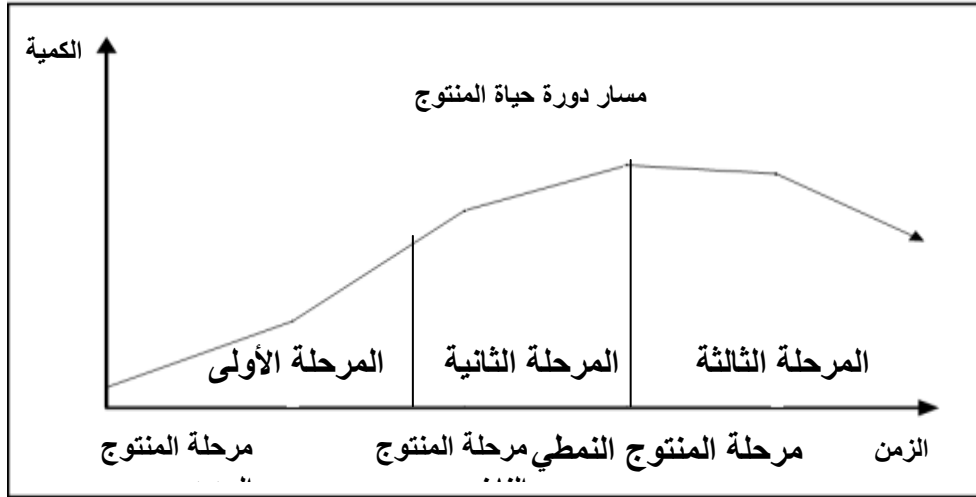 الكمية
مسار دورة حياة المنتوج
المرحلة الأولى
المرحلة الثانية
المرحلة الثالثة
مرحلة المنتوج
مرحلة المنتوج
مرحلة المنتوج النمطي
الزمن